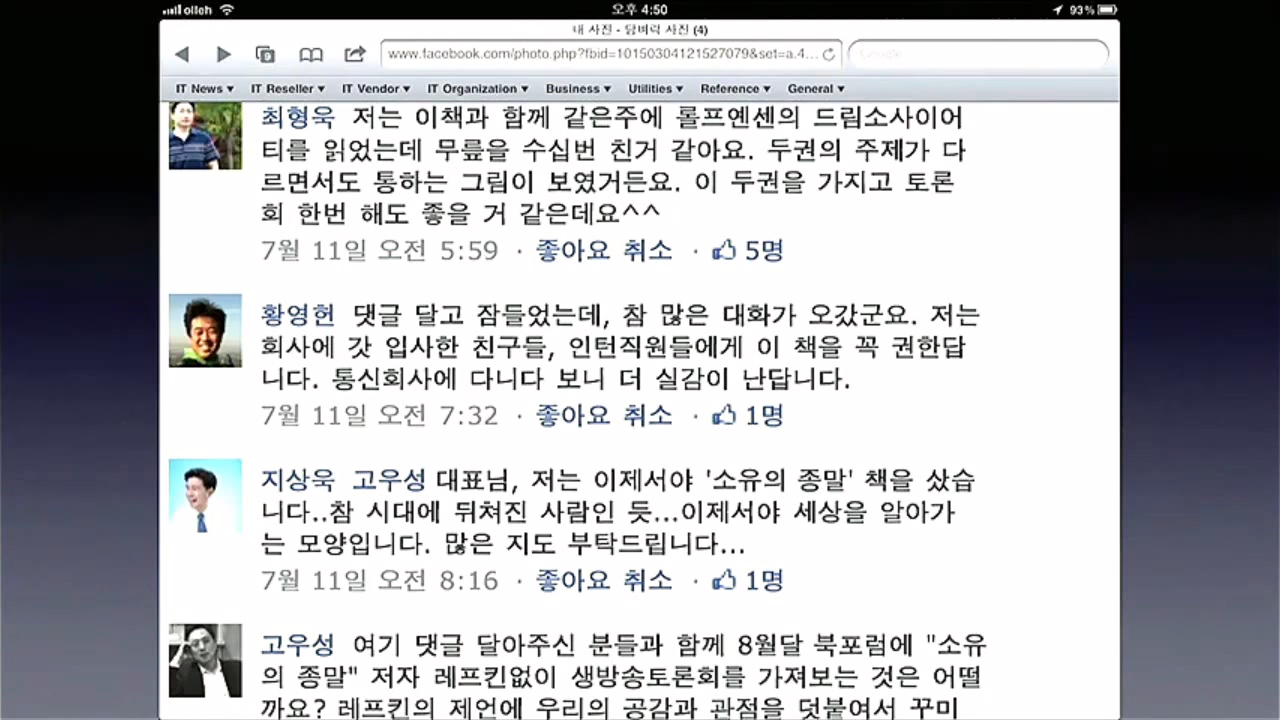 olleh 오후 4:50 93%
내 사진 - 담벼락 사진 (4)
www.facebook.com/photo.php?fbid=10150304121527079&set=a.4... Google
IT News ▾ IT Reseller ▾ IT Vendor ▾ IT Organization ▾ Business ▾ Utilities ▾ Reference ▾ General ▾
최형욱 저는 이책과 함께 같은주에 롤프옌센의 드림소사이어
티를 읽었는데 무릎을 수십번 친거 같아요. 두권의 주제가 다
르면서도 통하는 그림이 보였거든요. 이 두권을 가지고 토론
회 한번 해도 좋을 거 같은데요^^
7월 11일 오전 5:59 · 좋아요 취소 · 5명
황영헌 댓글 달고 잠들었는데, 참 많은 대화가 오갔군요. 저는
회사에 갓 입사한 친구들, 인턴직원들에게 이 책을 꼭 권한답
니다. 통신회사에 다니다 보니 더 실감이 난답니다.
7월 11일 오전 7:32 · 좋아요 취소 · 1명
지상욱 고우성 대표님, 저는 이제서야 '소유의 종말' 책을 샀습
니다..참 시대에 뒤쳐진 사람인 듯...이제서야 세상을 알아가
는 모양입니다. 많은 지도 부탁드립니다...
7월 11일 오전 8:16 · 좋아요 취소 · 1명
고우성 여기 댓글 달아주신 분들과 함께 8월달 북포럼에 "소유
의 종말" 저자 레프킨없이 생방송토론회를 가져보는 것은 어떨
까요? 레프킨의 제언에 우리의 공감과 관점을 덧붙여서 꾸미